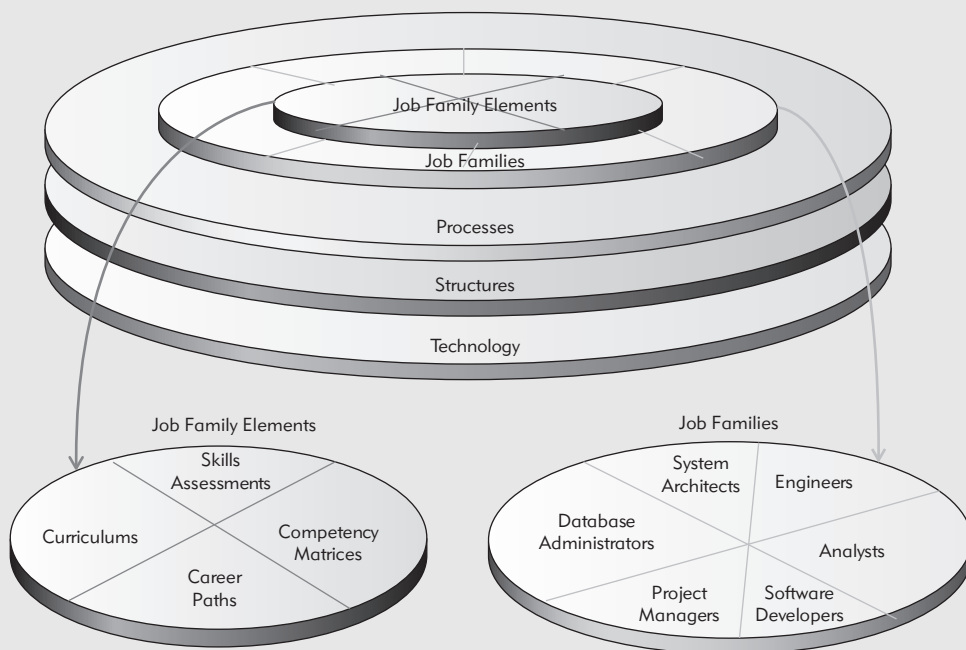 Job Family Elements
Job Families
Processes
Structures
Technology
Job Family Elements
Skills
Assessments
Curriculums
Competency
Matrices
Career
Paths
Job Families
System
Architects
Engineers
Database
Administrators
Analysts
Project
Managers
Software
Developers